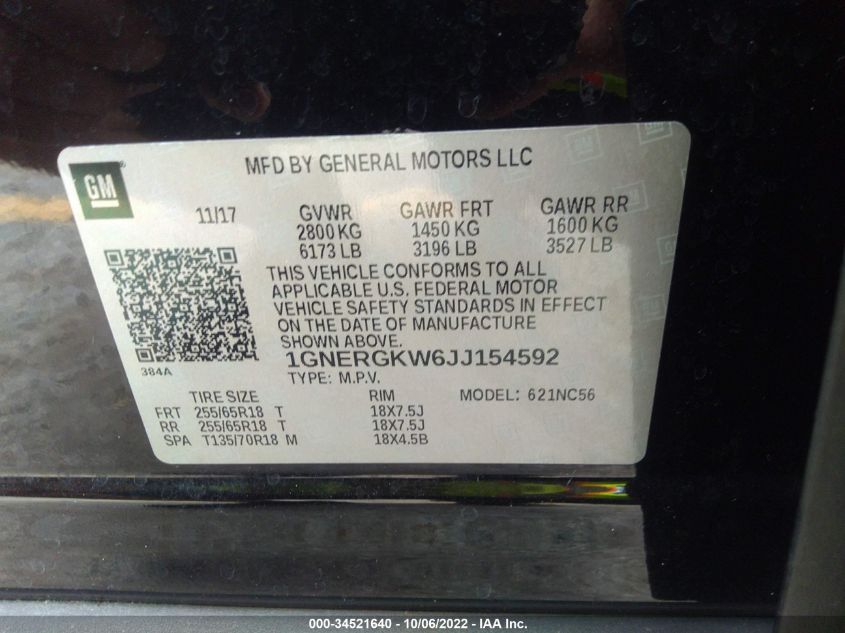 MFD BY GENERAL MOTORS LLC
GM
11/17 GVWR GAWR FRT GAWR RR
2800 KG 1450 KG 1600 KG
6173 LB 3196 LB 3527 LB
THIS VEHICLE CONFORMS TO ALL
APPLICABLE U.S. FEDERAL MOTOR
VEHICLE SAFETY STANDARDS IN EFFECT
ON THE DATE OF MANUFACTURE
SHOWN ABOVE.
1GNERGKW6JJ154592
384A
TYPE: M.P.V.
TIRE SIZE RIM MODEL: 621NC56
FRT 255/65R18 T 18X7.5J
RR 255/65R18 T 18X7.5J
SPA T135/70R18 M 18X4.5B
000-34521640 - 10/06/2022 - IAA Inc.